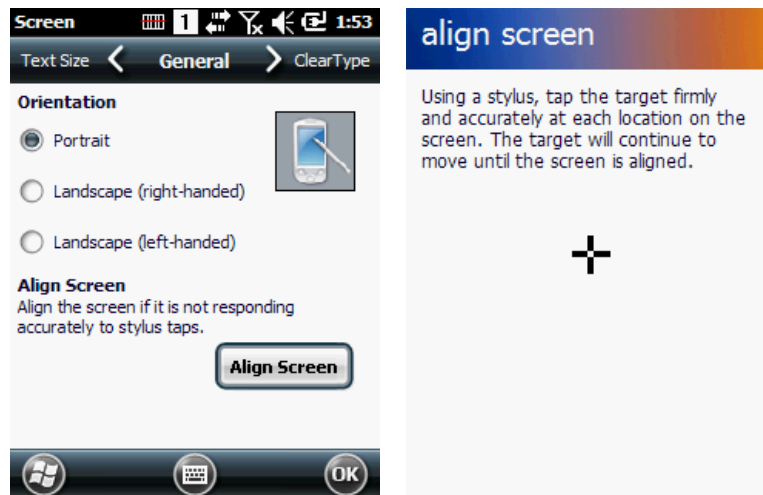 Screen 1 1:53
Text Size General ClearType
Orientation
Portrait
Landscape (right-handed)
Landscape (left-handed)
Align Screen
Align the screen if it is not responding
accurately to stylus taps.
Align Screen
OK
align screen
Using a stylus, tap the target firmly
and accurately at each location on the
screen. The target will continue to
move until the screen is aligned.